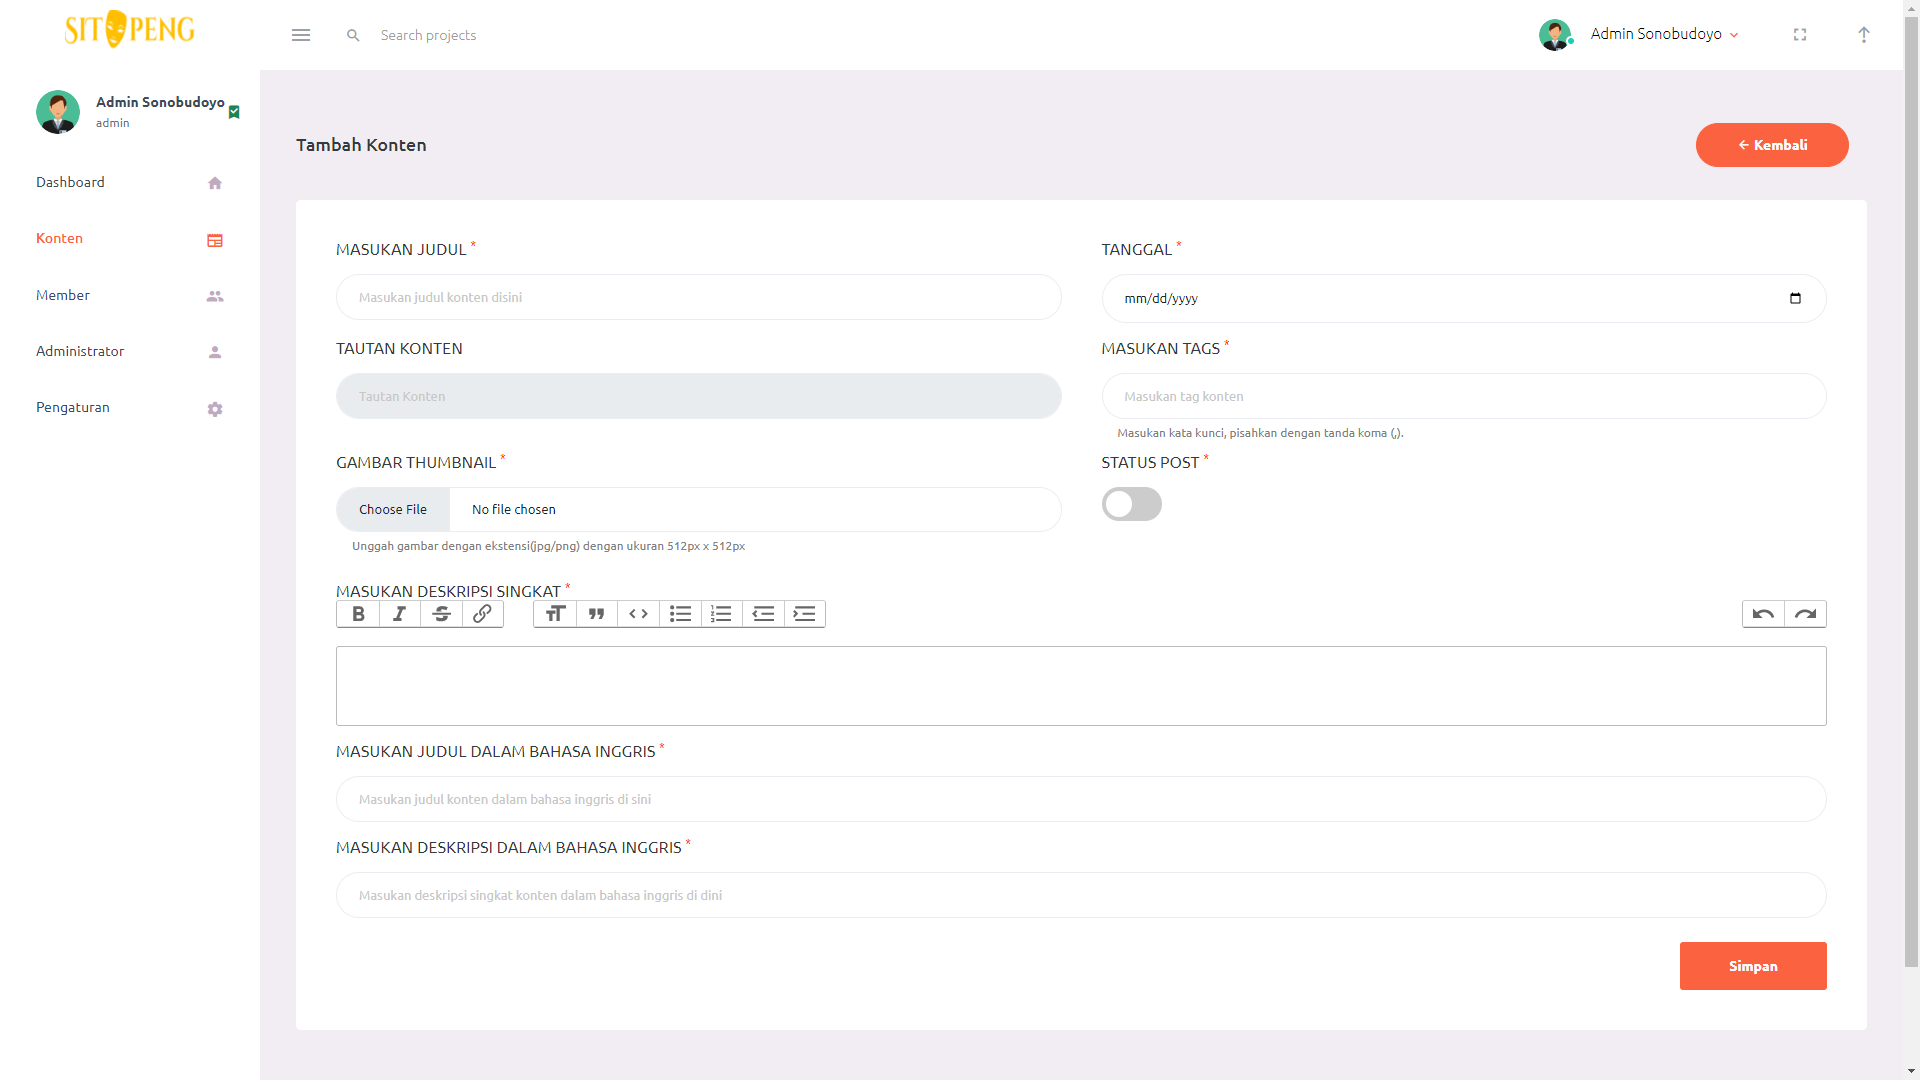 SITOPENG
Search projects
Admin Sonobudoyo
Admin Sonobudoyo
admin
Dashboard
Konten
Member
Administrator
Pengaturan
Tambah Konten
← Kembali
MASUKAN JUDUL *
Masukan judul konten disini
TANGGAL *
mm/dd/yyyy
TAUTAN KONTEN
Tautan Konten
MASUKAN TAGS *
Masukan tag konten
Masukan kata kunci, pisahkan dengan tanda koma (,).
GAMBAR THUMBNAIL *
Choose File No file chosen
Unggah gambar dengan ekstensi(jpg/png) dengan ukuran 512px x 512px
STATUS POST *
MASUKAN DESKRIPSI SINGKAT *
MASUKAN JUDUL DALAM BAHASA INGGRIS *
Masukan judul konten dalam bahasa inggris di sini
MASUKAN DESKRIPSI DALAM BAHASA INGGRIS *
Masukan deskripsi singkat konten dalam bahasa inggris di dini
Simpan